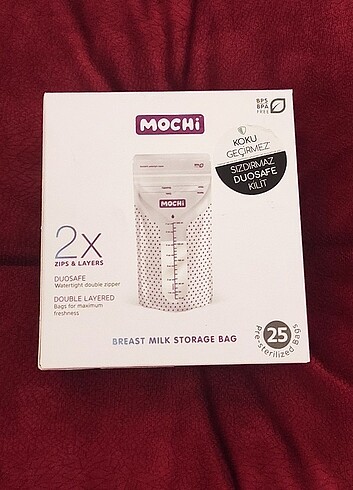 MOCHi
BPS
BPA
FREE
KOKU
GEÇİRMEZ
SIZDIRMAZ
DUOSAFE
KİLİT
MOCHi
2x
ZIPS & LAYERS
DUOSAFE
Watertight double zipper
DOUBLE LAYERED
Bags for maximum
freshness
BREAST MILK STORAGE BAG
25
Pre-sterilized Bags